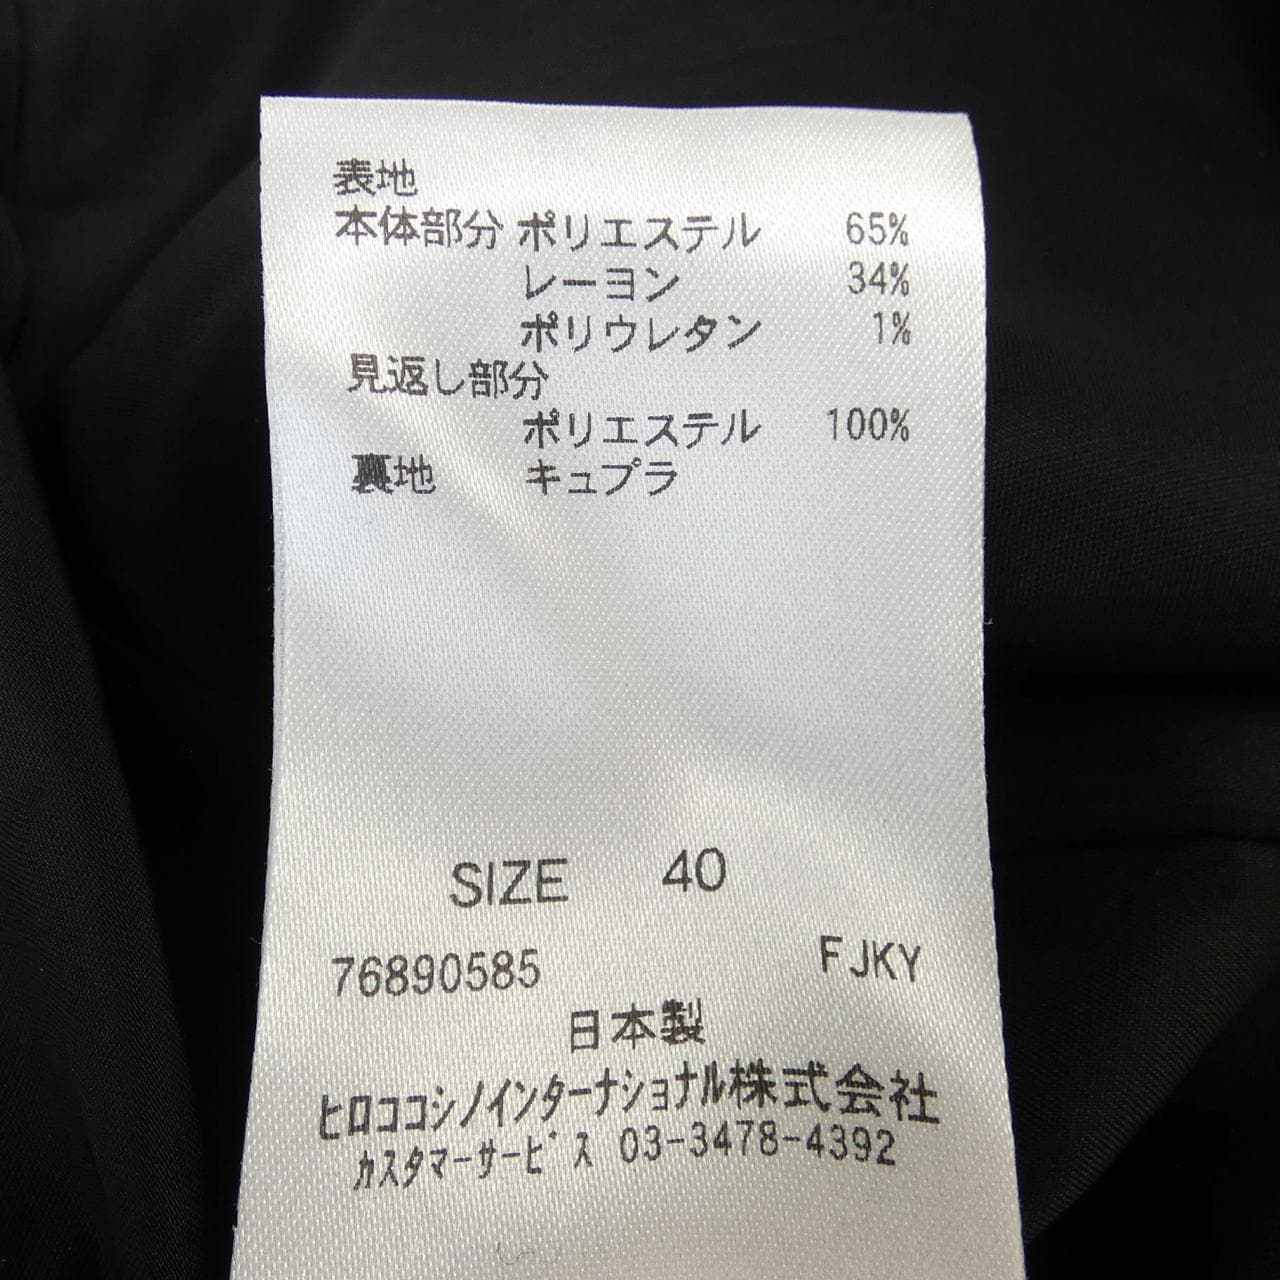 表地
本体部分 ポリエステル 65%
レーヨン 34%
ポリウレタン 1%
見返し部分
ポリエステル 100%
裏地 キュプラ
SIZE 40
76890585 FJKY
日本製
ﾋﾛｺｺｼﾉｲﾝﾀｰﾅｼｮﾅﾙ株式会社
ｶｽﾀﾏｰｻｰﾋﾞｽ 03-3478-4392